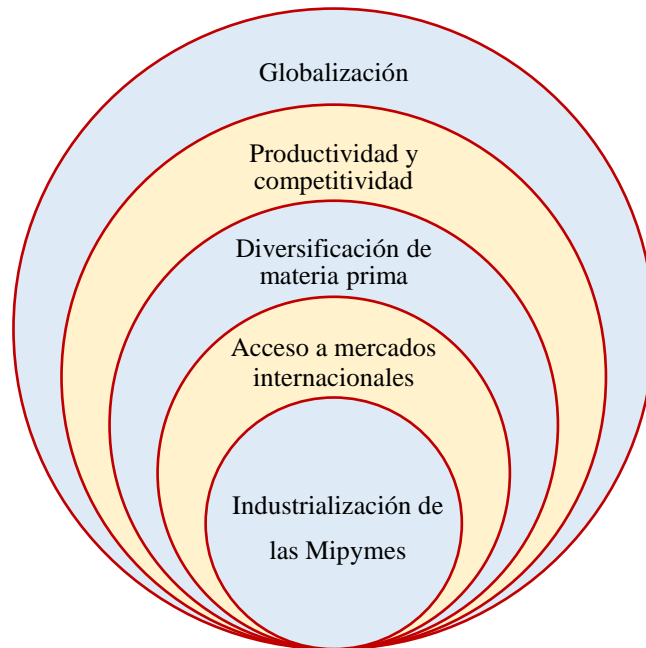 Globalización
Productividad y
competitividad
Diversificación de
materia prima
Acceso a mercados
internacionales
Industrialización de
las Mipymes